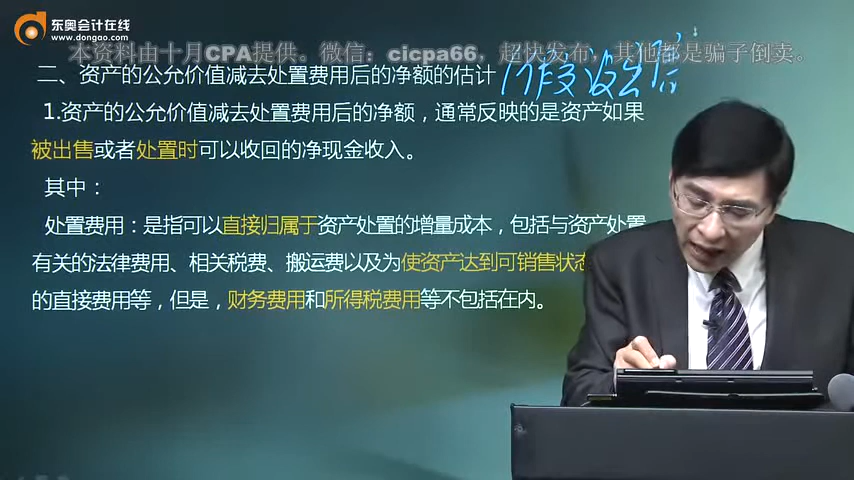 东奥会计在线
www.dongao.com
本资料由十月CPA提供。微信：cicpa66，超快发布，其他都是骗子倒卖。
二、资产的公允价值减去处置费用后的净额的估计
1.资产的公允价值减去处置费用后的净额，通常反映的是资产如果
被出售或者处置时可以收回的净现金收入。
其中：
处置费用：是指可以直接归属于资产处置的增量成本，包括与资产处置
有关的法律费用、相关税费、搬运费以及为使资产达到可销售状态
的直接费用等，但是，财务费用和所得税费用等不包括在内。